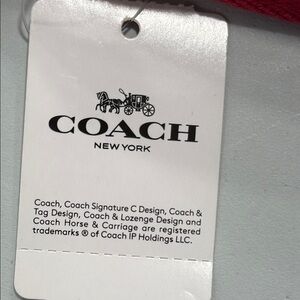 COACH
NEW YORK
Coach, Coach Signature C Design, Coach &
Tag Design, Coach & Lozenge Design and
Coach Horse & Carriage are registered
trademarks ® of Coach IP Holdings LLC.